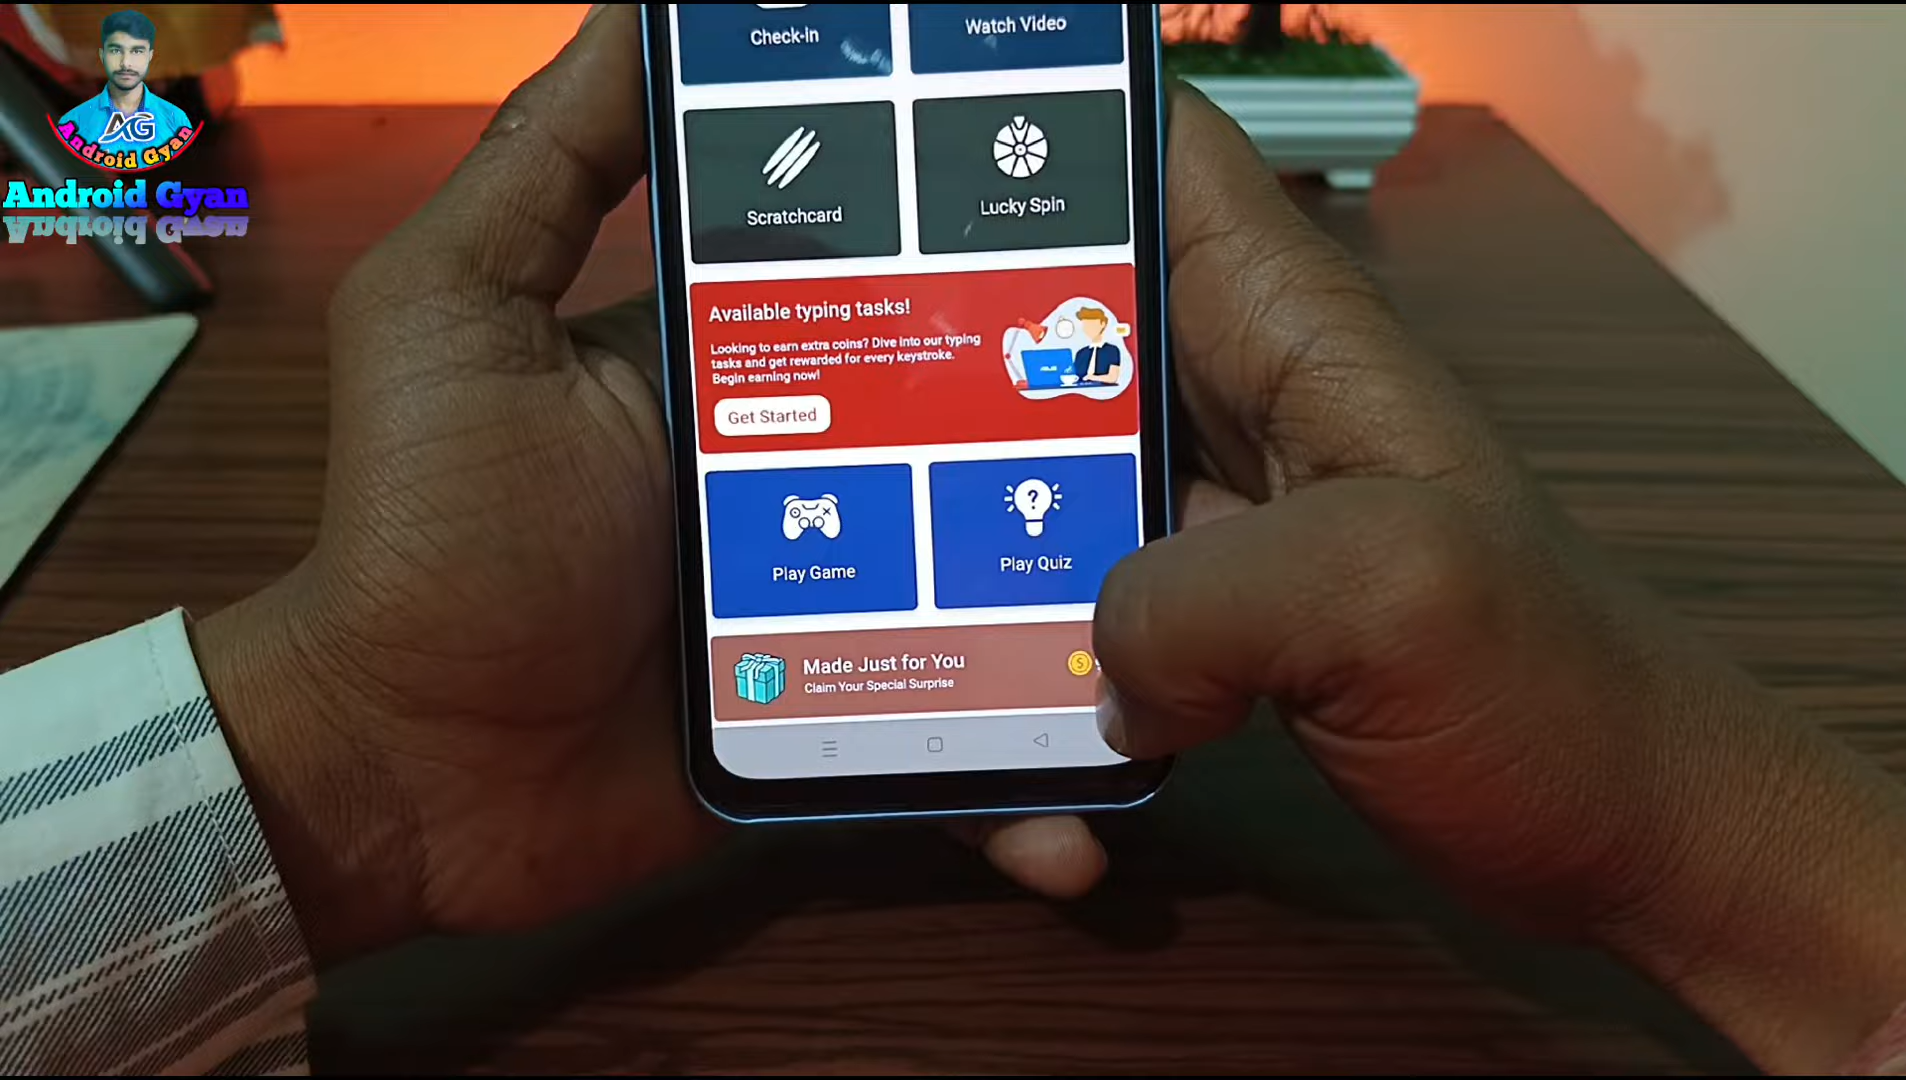 AG
Android Gyan
Android Gyan
Check-in
Watch Video
Scratchcard
Lucky Spin
Available typing tasks!
Looking to earn extra coins? Dive into our typing
tasks and get rewarded for every keystroke.
Begin earning now!
Get Started
Play Game
Play Quiz
Made Just for You
Claim Your Special Surprise